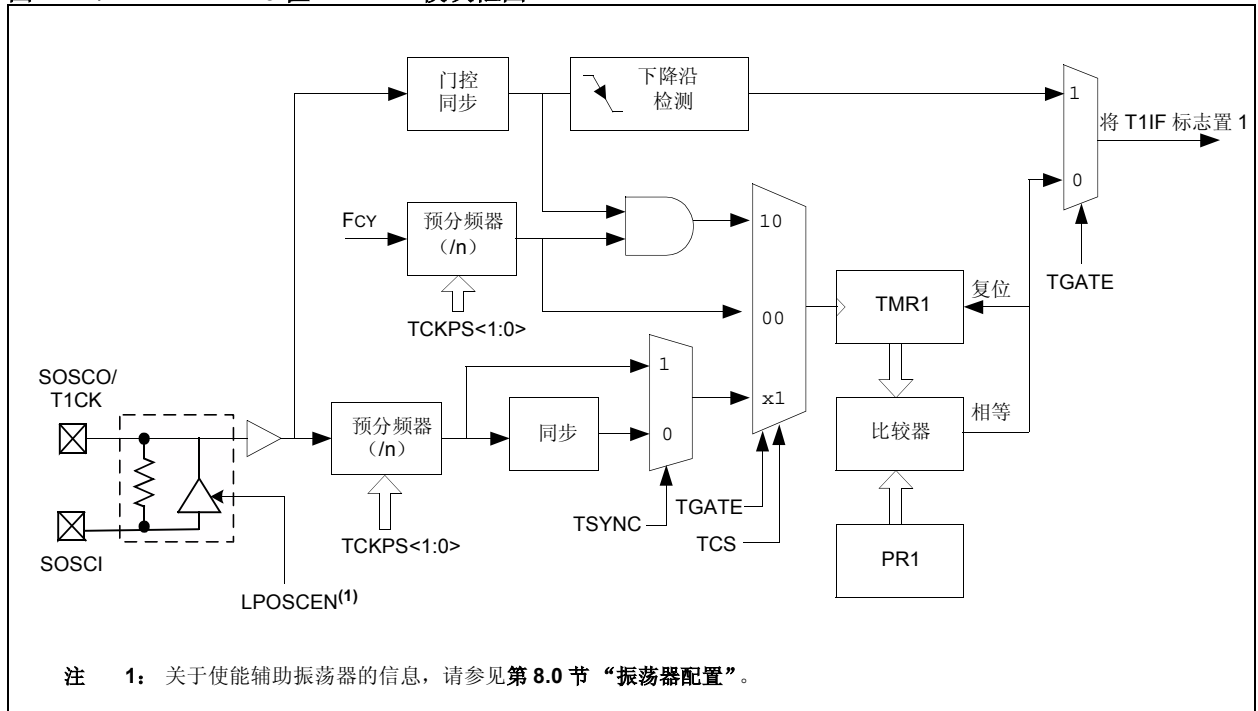 门控
同步
下降沿
检测
1
将 T1IF 标志置 1
0
TGATE
FCY
预分频器
（/n）
TCKPS<1:0>
10
00
x1
TMR1
复位
SOSCO/
T1CK
SOSCI
预分频器
（/n）
TCKPS<1:0>
同步
1
0
TSYNC
TGATE
TCS
比较器
相等
PR1
LPOSCEN(1)
注 1： 关于使能辅助振荡器的信息，请参见第 8.0 节 “振荡器配置”。